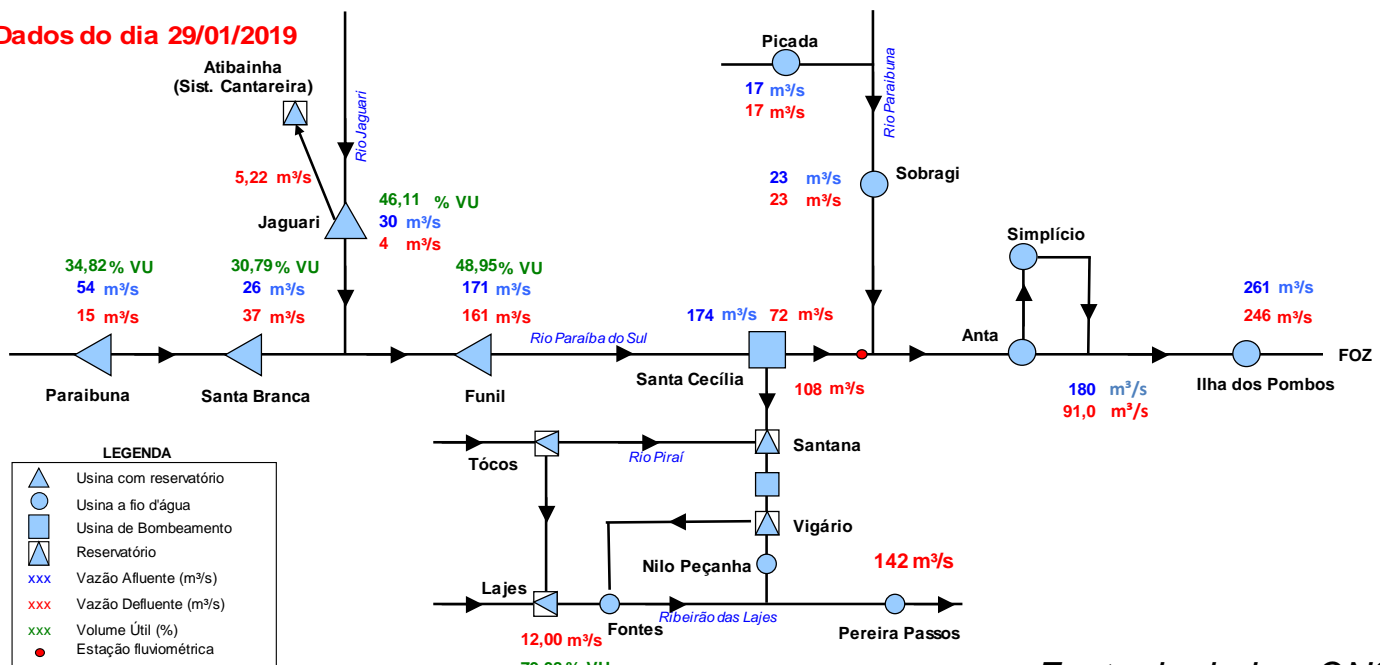 Dados do dia 29/01/2019
Atibainha
(Sist. Cantareira)
Rio Jaguari
5,22 m³/s
Jaguari
46,11 % VU
30 m³/s
4 m³/s
Picada
17 m³/s
17 m³/s
Rio Paraibuna
23 m³/s
23 m³/s
Sobragi
34,82 % VU
54 m³/s
15 m³/s
Paraibuna
30,79 % VU
26 m³/s
37 m³/s
Santa Branca
48,95 % VU
171 m³/s
161 m³/s
Funil
Rio Paraíba do Sul
174 m³/s 72 m³/s
Santa Cecília
108 m³/s
Simplício
Anta
180 m³/s
91,0 m³/s
261 m³/s
246 m³/s
Ilha dos Pombos
FOZ
Tócos
Rio Piraí
Santana
Vigário
Nilo Peçanha
142 m³/s
Lajes
Fontes
Ribeirão das Lajes
Pereira Passos
12,00 m³/s
LEGENDA
Usina com reservatório
Usina a fio d'água
Usina de Bombeamento
Reservatório
xxx Vazão Afluente (m³/s)
xxx Vazão Defluente (m³/s)
xxx Volume Útil (%)
Estação fluviométrica